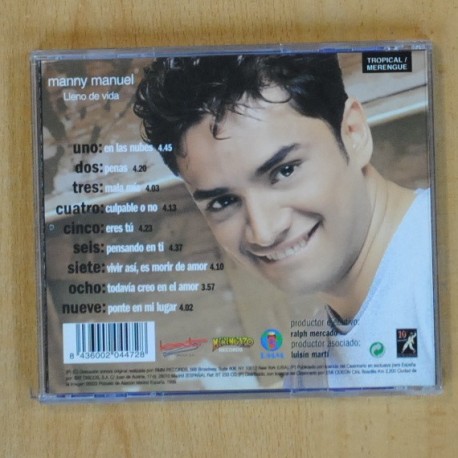 TROPICAL /
MERENGUE
manny manuel
Lleno de vida
uno: en las nubes 4.45
dos: penas 4.20
tres: mala mía 4.03
cuatro: culpable o no 4.13
cinco: eres tú 4.23
seis: pensando en ti 4.37
siete: vivir así, es morir de amor 4.10
ocho: todavía creo en el amor 3.57
nueve: ponte en mi lugar 4.02
productor ejecutivo:
ralph mercado
productor asociado:
luisin martí
8 436002 044728